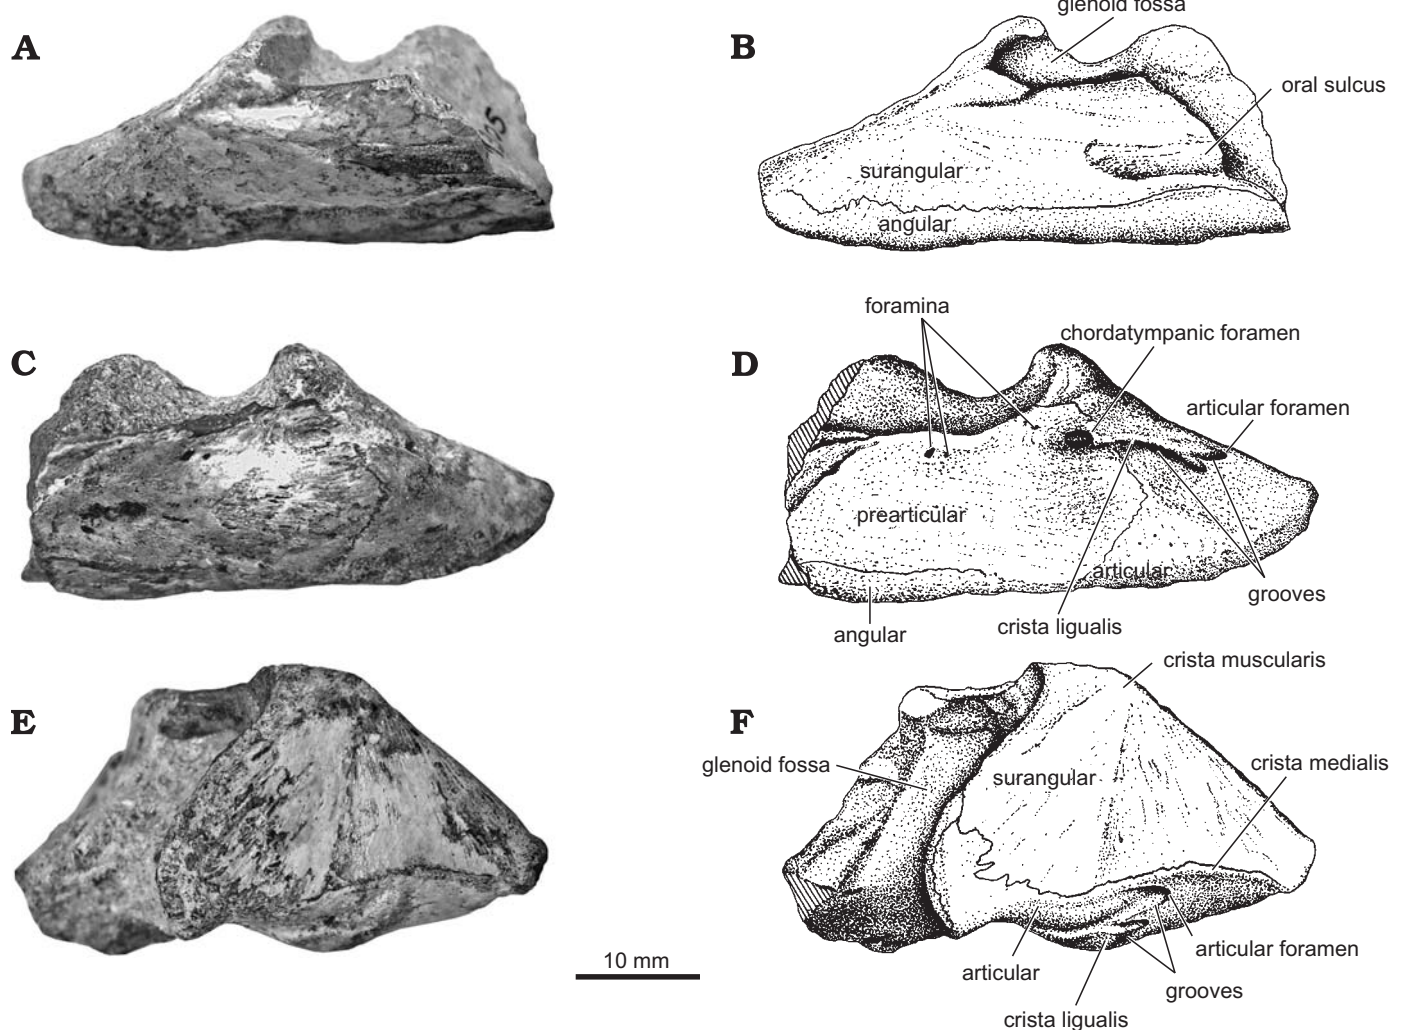 A
B
glenoid fossa
oral sulcus
surangular
angular
C
D
foramina
chordatympanic foramen
articular foramen
prearticular
articular
grooves
crista ligualis
angular
E
F
crista muscularis
glenoid fossa
surangular
crista medialis
articular foramen
articular
grooves
crista ligualis
10 mm